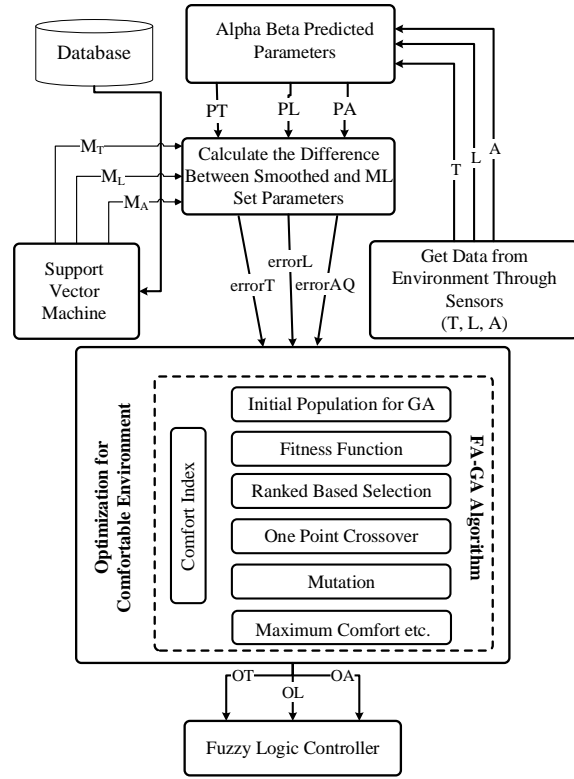 Database
Alpha Beta Predicted
Parameters
PT
PL
PA
M_T
M_L
M_A
Calculate the Difference
Between Smoothed and ML
Set Parameters
T
L
A
Support
Vector
Machine
errorT
errorL
errorAQ
Get Data from
Environment Through
Sensors
(T, L, A)
Optimization for
Comfortable Environment
Comfort Index
Initial Population for GA
Fitness Function
Ranked Based Selection
One Point Crossover
Mutation
Maximum Comfort etc.
FA-GA Algorithm
OT
OL
OA
Fuzzy Logic Controller